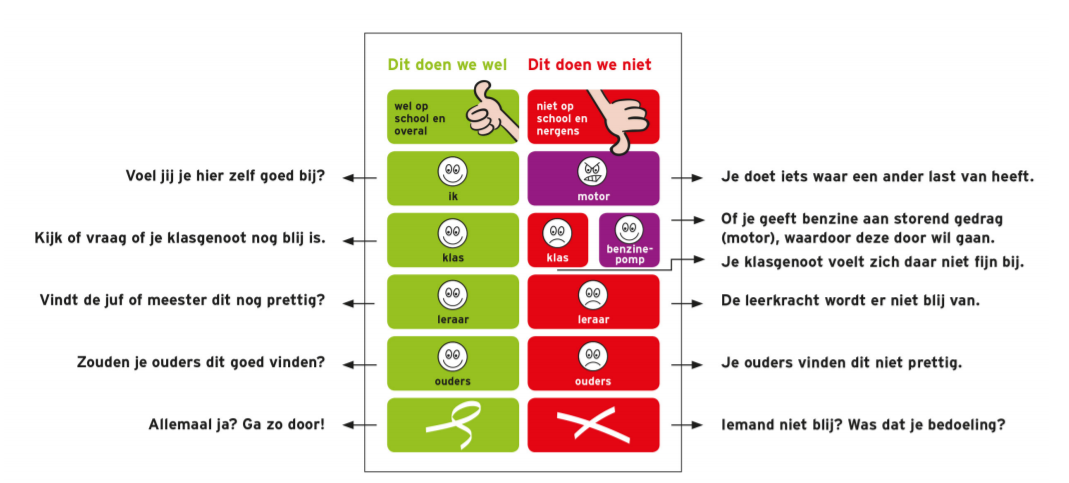 Dit doen we wel
Dit doen we niet
wel op
school en
overal
niet op
school en
nergens
Voel jij je hier zelf goed bij?
ik
motor
Je doet iets waar een ander last van heeft.
Kijk of vraag of je klasgenoot nog blij is.
klas
klas
benzine-
pomp
Of je geeft benzine aan storend gedrag
(motor), waardoor deze door wil gaan.
Je klasgenoot voelt zich daar niet fijn bij.
Vindt de juf of meester dit nog prettig?
leraar
leraar
De leerkracht wordt er niet blij van.
Zouden je ouders dit goed vinden?
ouders
ouders
Je ouders vinden dit niet prettig.
Allemaal ja? Ga zo door!
Iemand niet blij? Was dat je bedoeling?